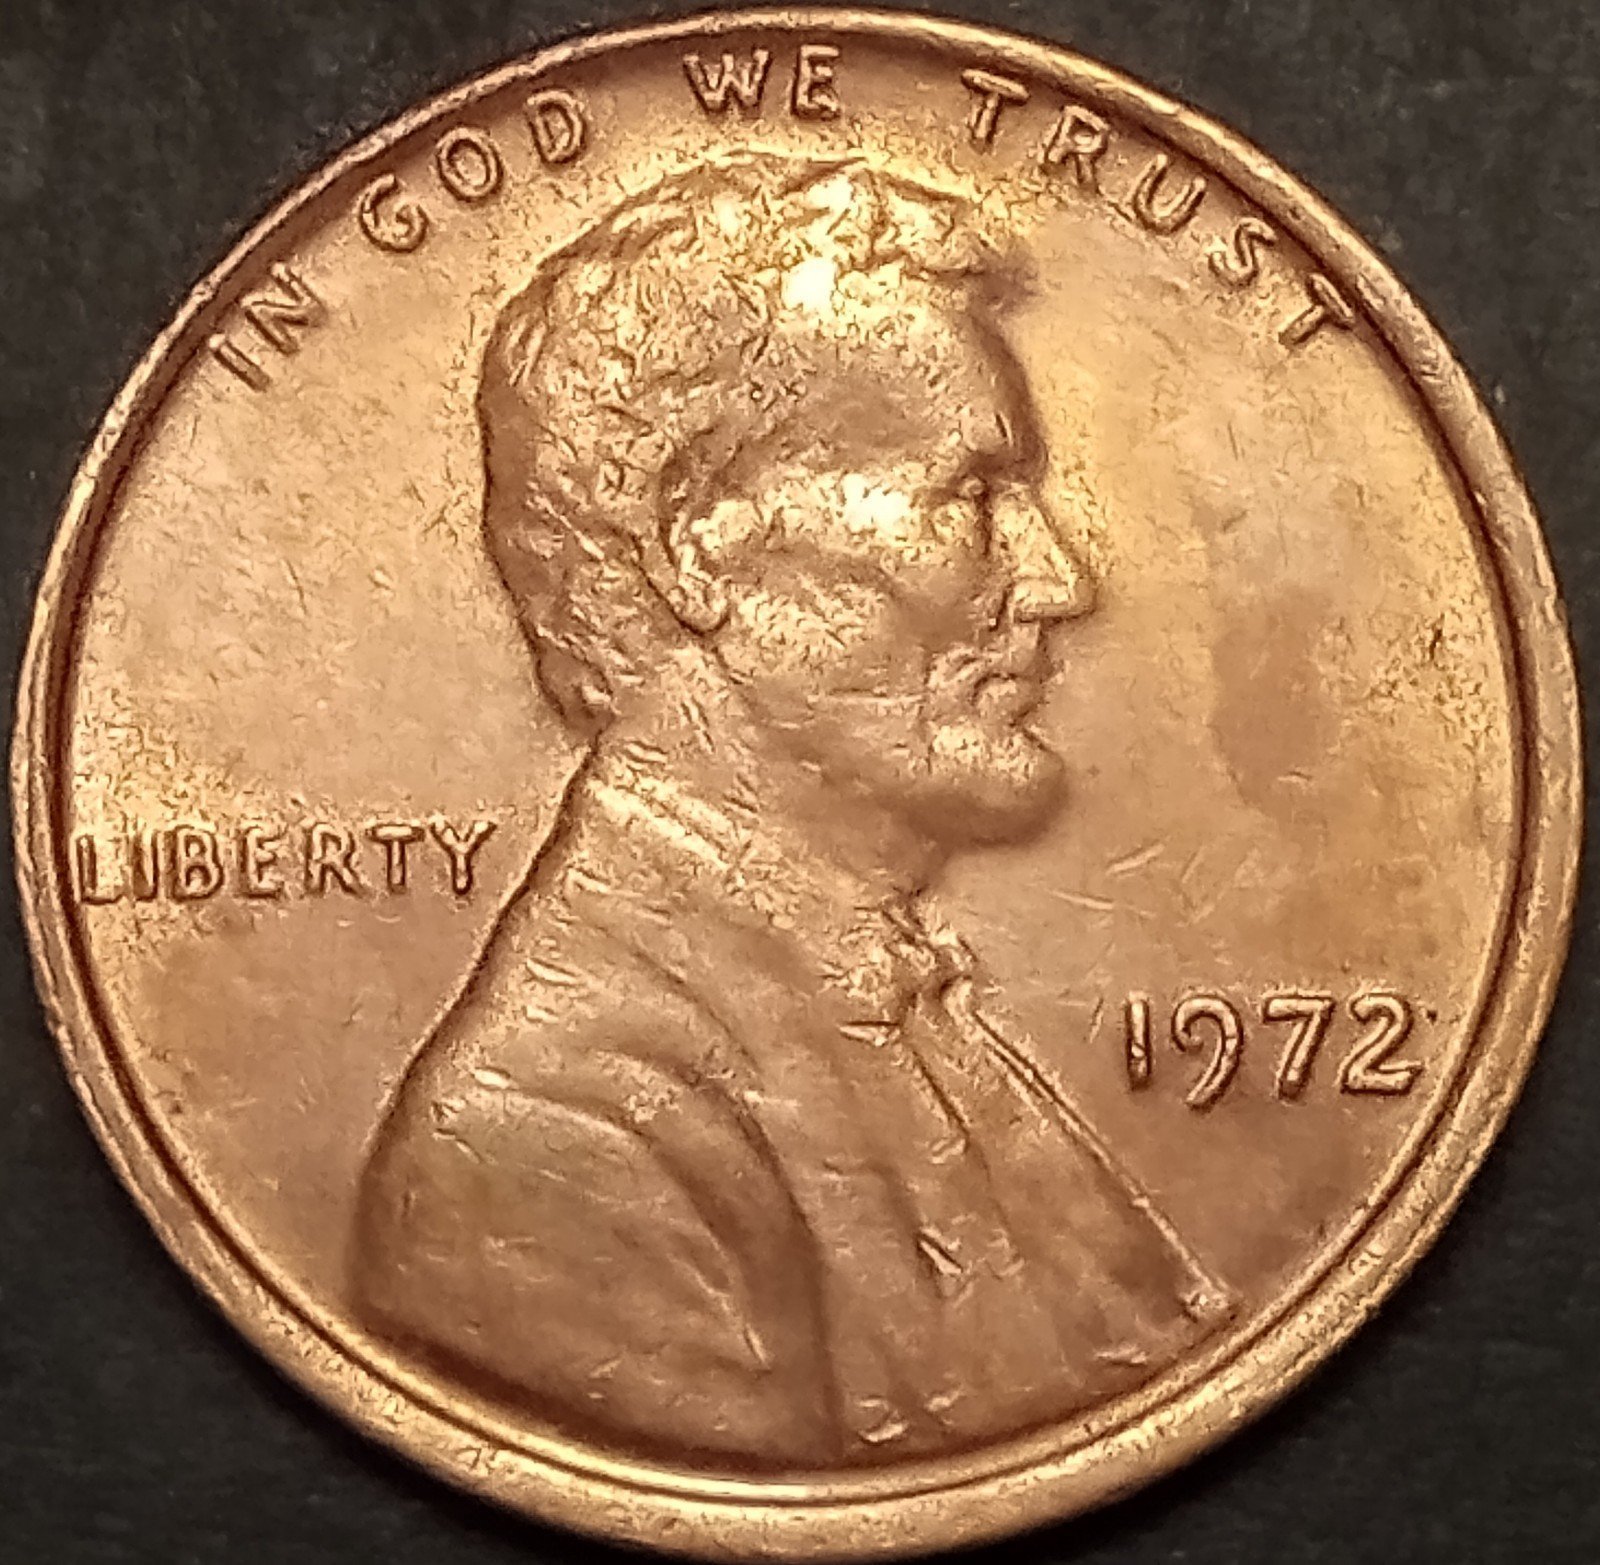 IN GOD WE TRUST
LIBERTY
1972